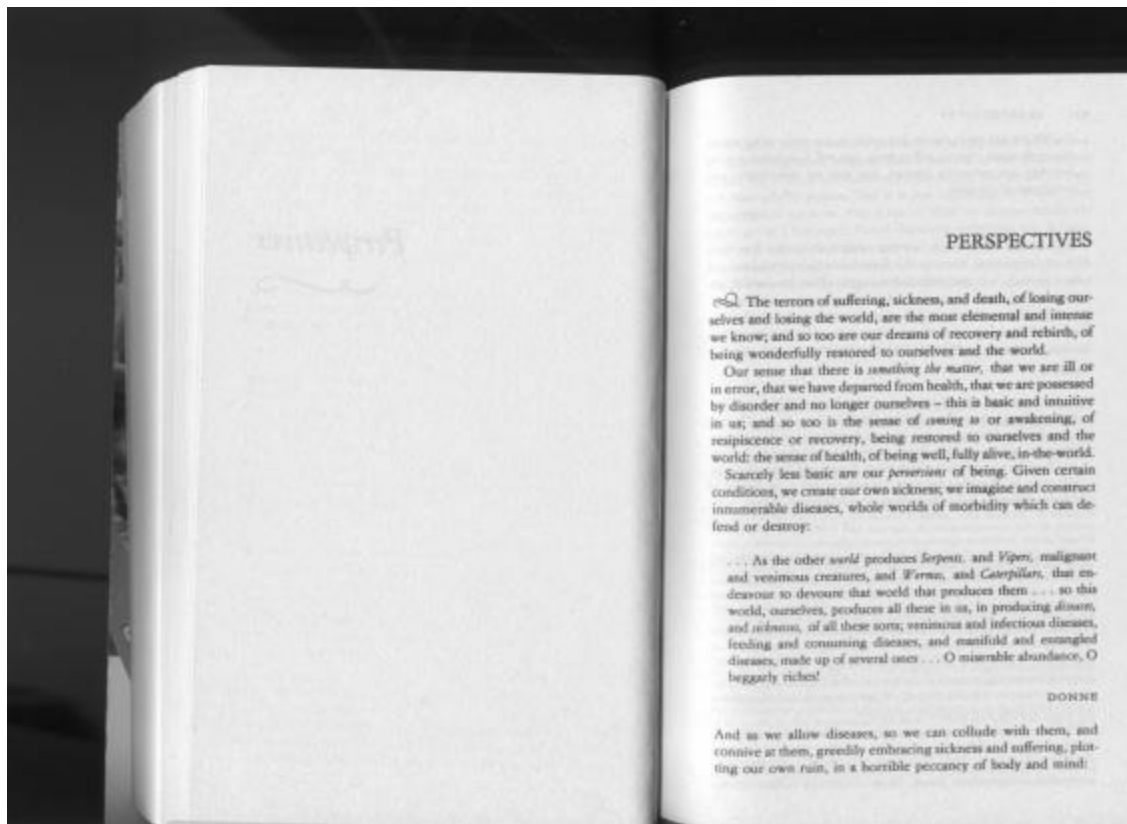 PERSPECTIVES
The terrors of suffering, sickness, and death, of losing our-
selves and losing the world, are the most elemental and intense
we know; and so too are our dreams of recovery and rebirth, of
being wonderfully restored to ourselves and the world.
Our sense that there is something the matter, that we are ill or
in error, that we have departed from health, that we are possessed
by disorder and no longer ourselves – this is basic and intuitive
in us; and so too is the sense of coming to or awakening, of
resipiscence or recovery, being restored to ourselves and the
world: the sense of health, of being well, fully alive, in-the-world.
Scarcely less basic are our perversions of being. Given certain
conditions, we create our own sickness; we imagine and construct
innumerable diseases, whole worlds of morbidity which can de-
fend or destroy:
. . . As the other world produces Serpents, and Vipers, malignant
and venimous creatures, and Wormes, and Caterpillars, that en-
deavour to devoure that world that produces them . . . so this
world, ourselves, produces all these in us, in producing diseases,
and sicknesses, of all these sorts; venimous and infectious diseases,
feeding and consuming diseases, and manifold and entangled
diseases, made up of several ones . . . O miserable abundance, O
beggarly riches!
DONNE
And as we allow diseases, so we can collude with them, and
connive at them, greedily embracing sickness and suffering, plot-
ting our own ruin, in a horrible peccancy of body and mind: